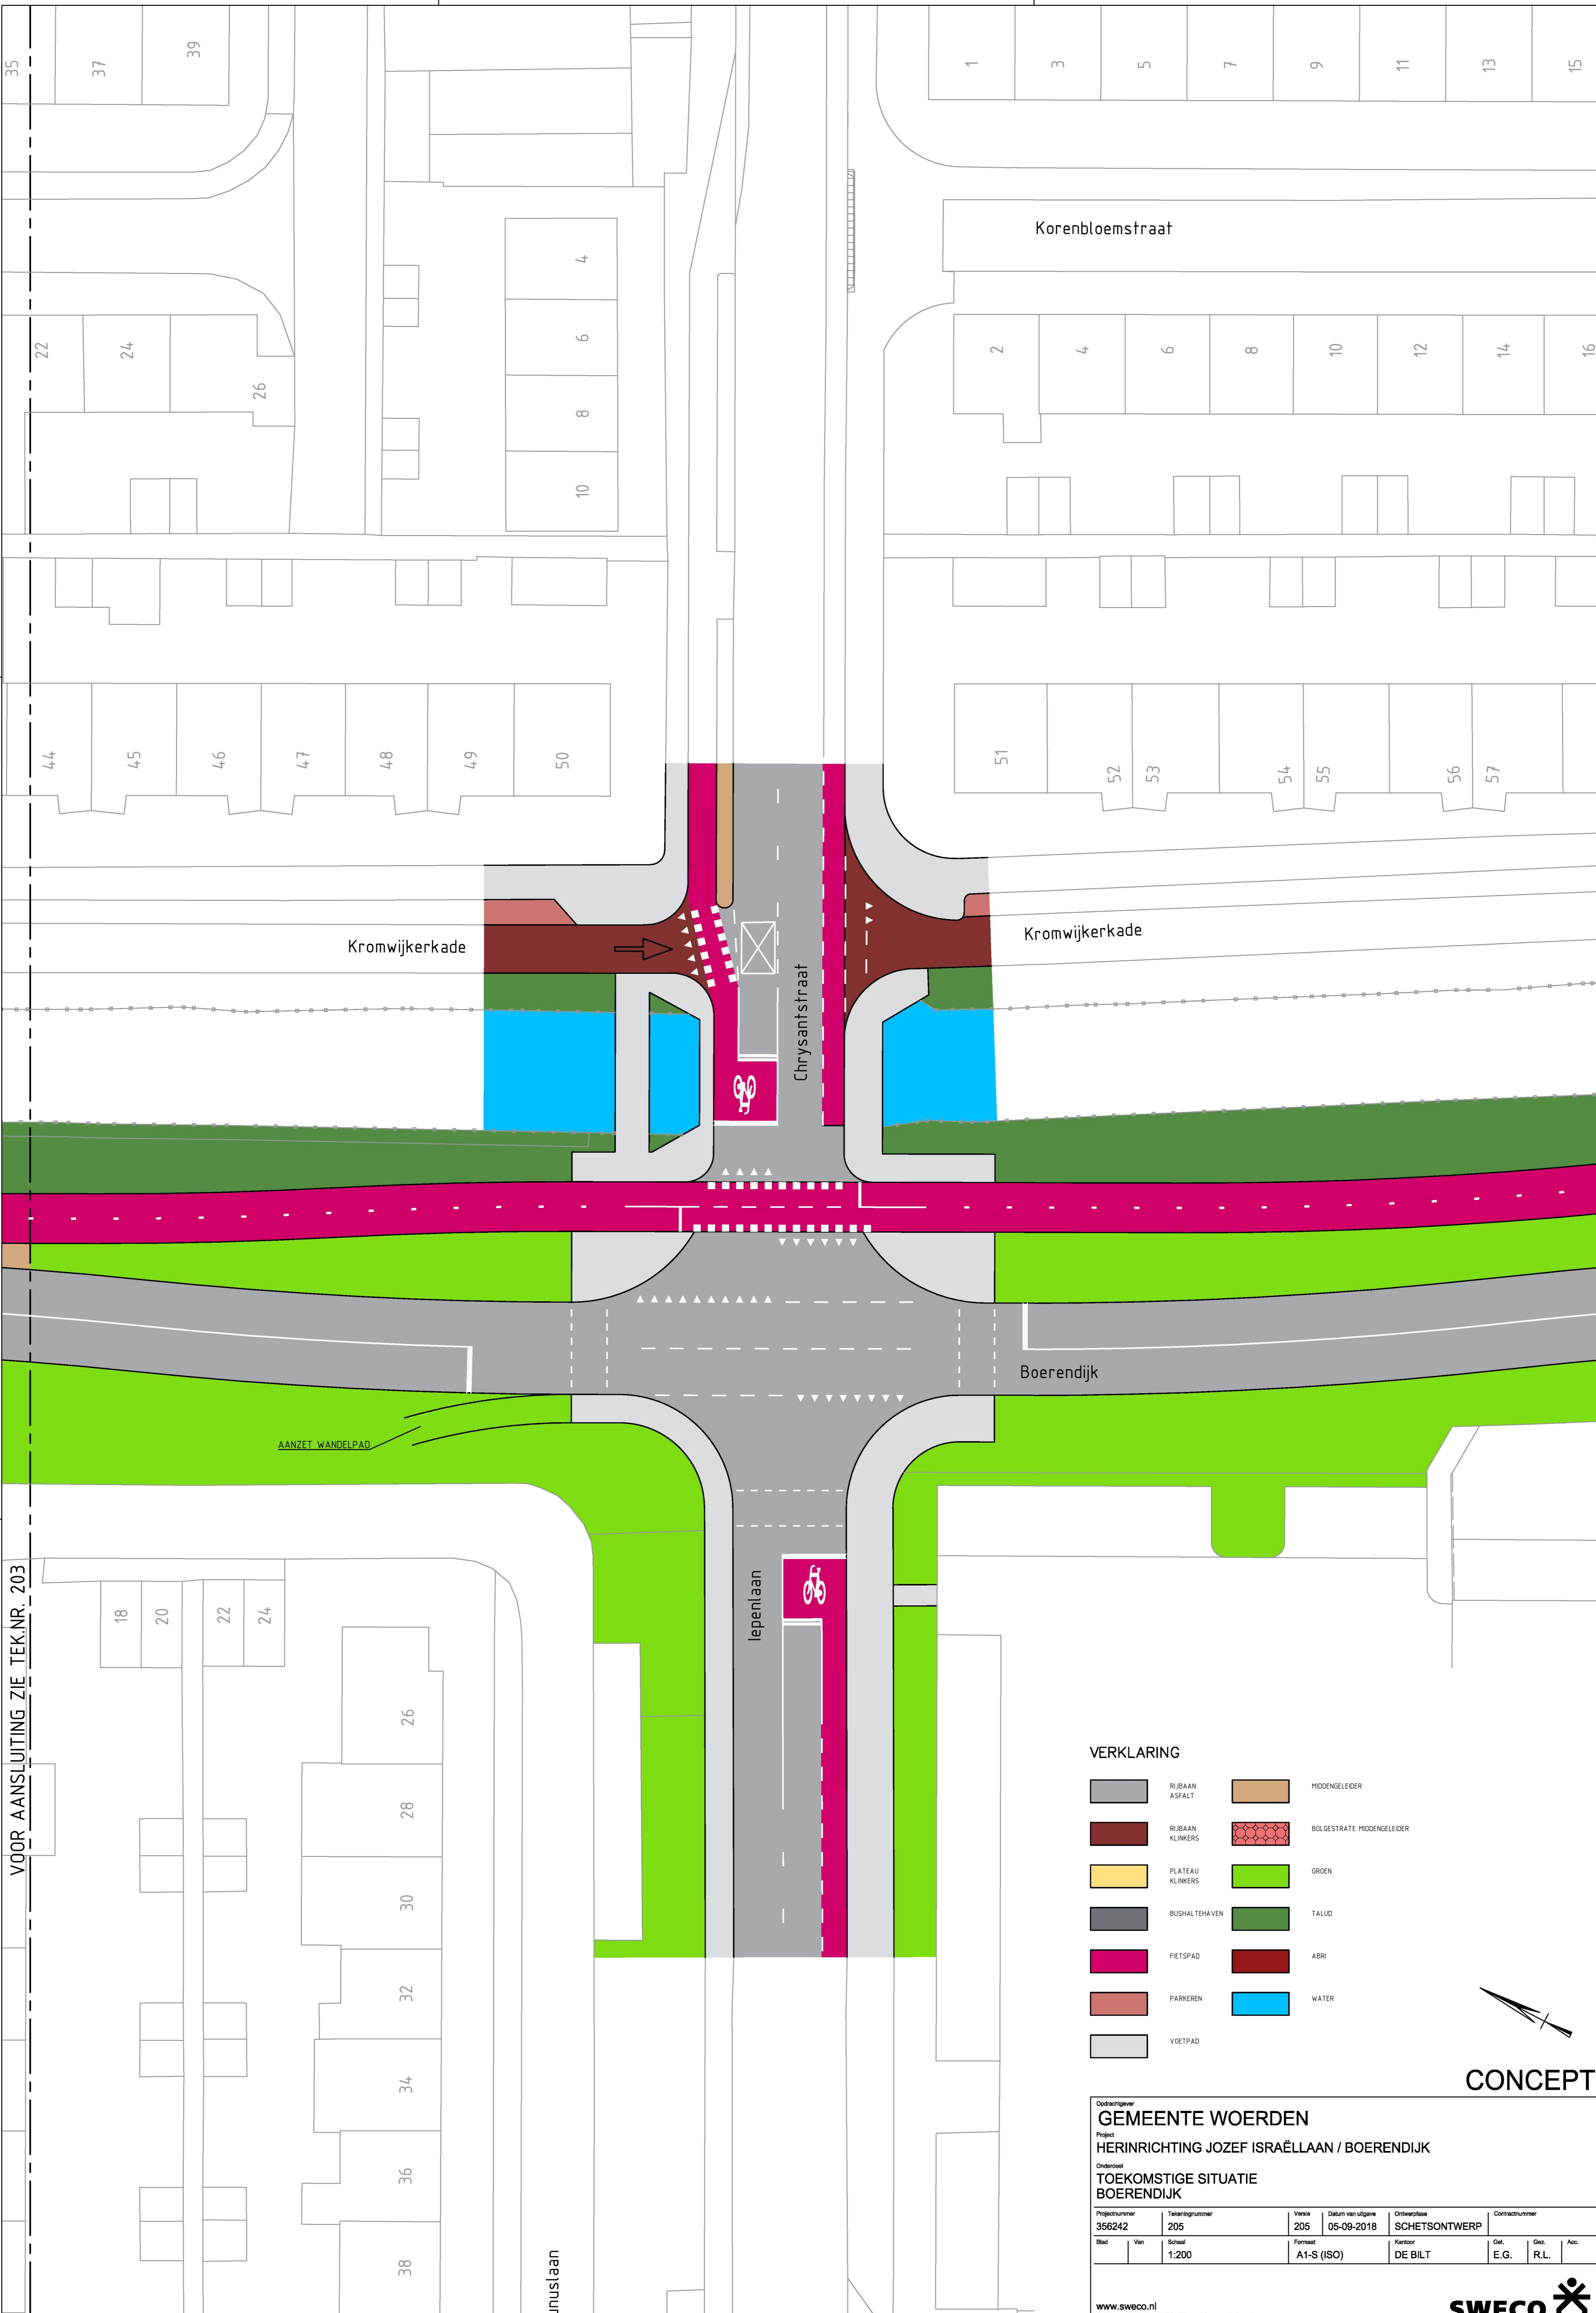 35
37
39
1
3
5
7
9
11
13
15
Korenbloemstraat
4
6
8
10
22
24
26
2
4
6
8
10
12
14
16
44
45
46
47
48
49
50
51
52
53
54
55
56
57
Kromwijkerkade
Kromwijkerkade
Chrysantstraat
Boerendijk
AANZET WANDELPAD
Iepenlaan
VOOR AANSLUITING ZIE TEK.NR. 203
18
20
22
24
26
28
30
32
34
36
38
VERKLARING
RIJBAAN
ASFALT
MIDDENGELEIDER
RIJBAAN
KLINKERS
BOLGESTRATE MIDDENGELEIDER
PLATEAU
KLINKERS
GROEN
BUSHALTEHAVEN
TALUD
FIETSPAD
ABRI
PARKEREN
WATER
VOETPAD
CONCEPT
Opdrachtgever
GEMEENTE WOERDEN
Project
HERINRICHTING JOZEF ISRAËLLAAN / BOERENDIJK
Onderdeel
TOEKOMSTIGE SITUATIE
BOERENDIJK
Projectnummer Tekeningnummer Versie Datum van uitgave Ontwerpfase Contractnummer
356242 205 205 05-09-2018 SCHETSONTWERP
Blad Van Schaal Formaat Kantoor Get. Gez. Acc.
1:200 A1-S (ISO) DE BILT E.G. R.L.
www.sweco.nl
SWECO